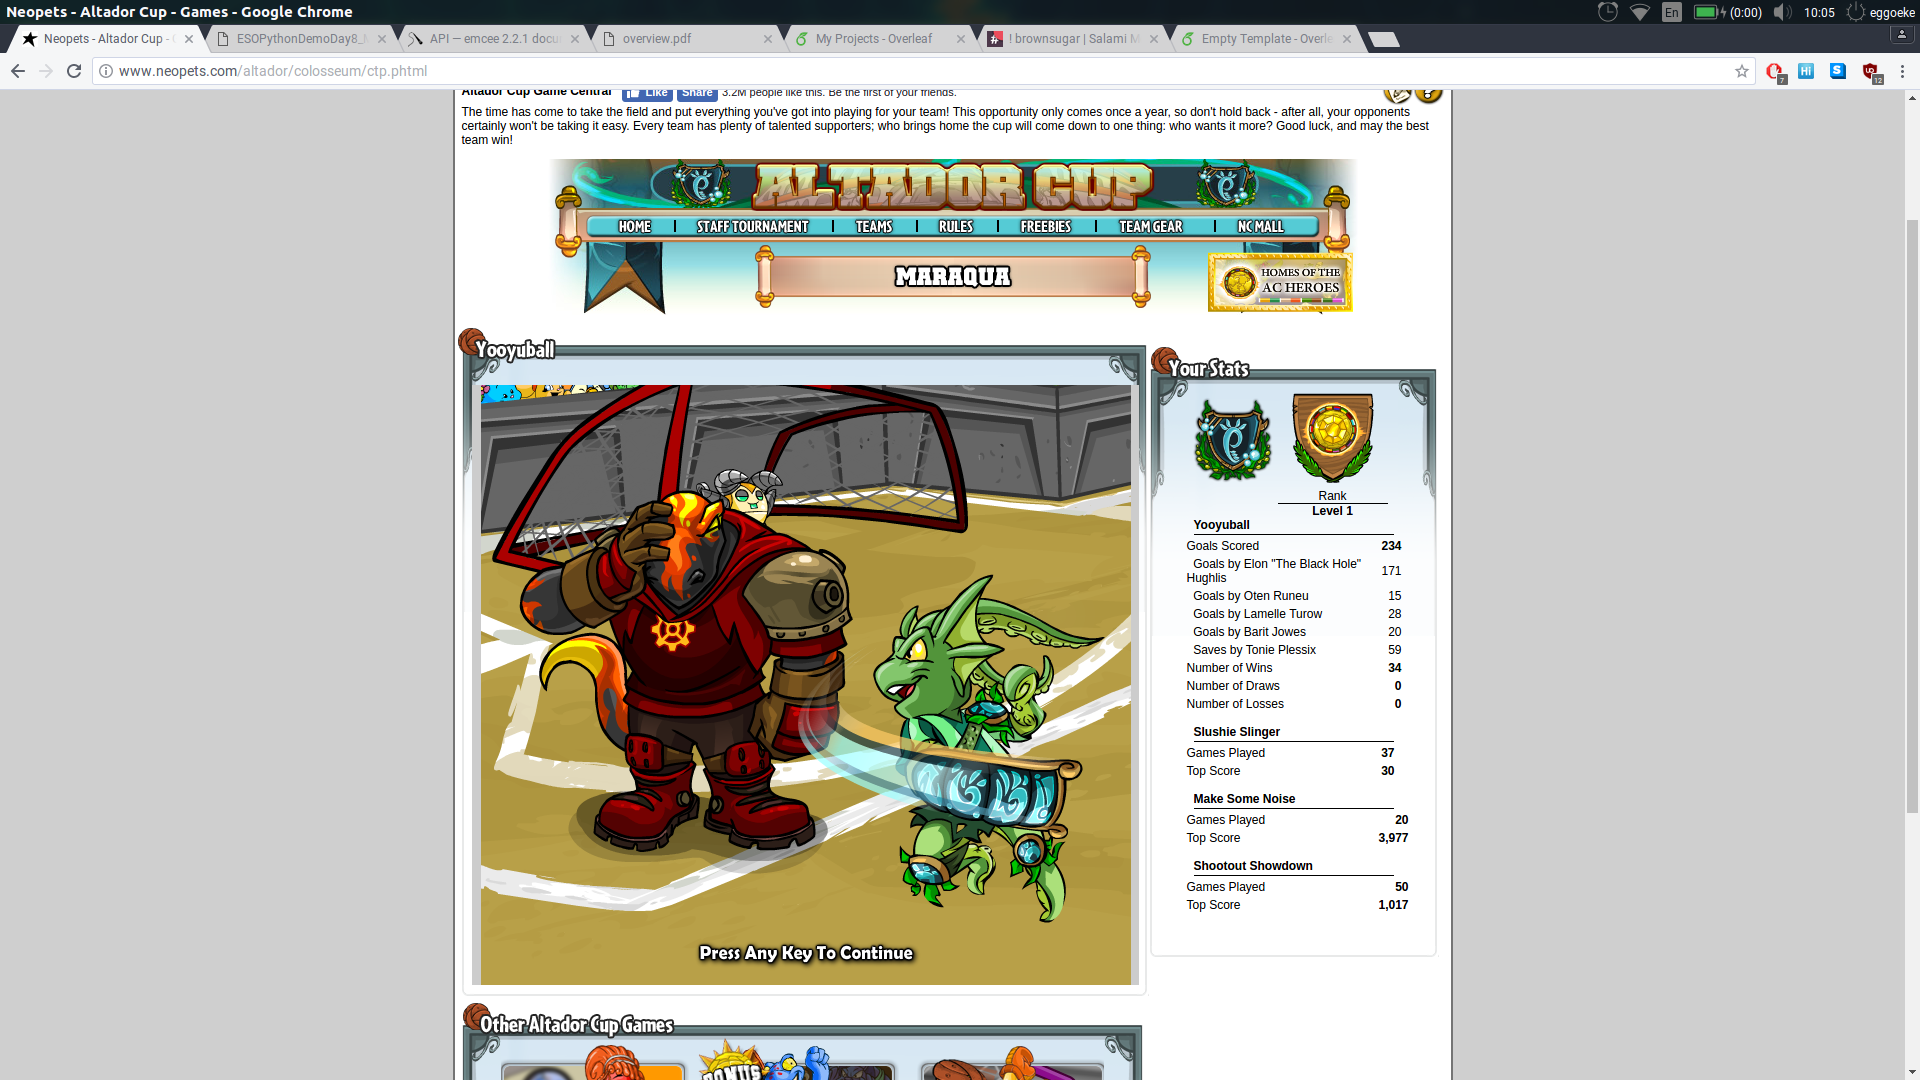 Neopets - Altador Cup - Games - Google Chrome
En
(0:00)
10:05
eggoeke
Neopets - Altador Cup -
ESOPythonDemoDay8_
API — emcee 2.2.1 docu
overview.pdf
My Projects - Overleaf
! brownsugar | Salami M
Empty Template - Overle
www.neopets.com/altador/colosseum/ctp.phtml
7
Hi
S
12
Altador Cup Game Central
Like
Share
3.2M people like this. Be the first of your friends.
The time has come to take the field and put everything you've got into playing for your team! This opportunity only comes once a year, so don't hold back - after all, your opponents
certainly won't be taking it easy. Every team has plenty of talented supporters; who brings home the cup will come down to one thing: who wants it more? Good luck, and may the best
team win!
ALTADOR CUP
HOME
STAFF TOURNAMENT
TEAMS
RULES
FREEBIES
TEAM GEAR
NC MALL
MARAQUA
HOMES OF THE
AC HEROES
Yooyuball
Press Any Key To Continue
Your Stats
Rank
Level 1
Yooyuball
Goals Scored 234
Goals by Elon "The Black Hole"
Hughlis 171
Goals by Oten Runeu 15
Goals by Lamelle Turow 28
Goals by Barit Jowes 20
Saves by Tonie Plessix 59
Number of Wins 34
Number of Draws 0
Number of Losses 0
Slushie Slinger
Games Played 37
Top Score 30
Make Some Noise
Games Played 20
Top Score 3,977
Shootout Showdown
Games Played 50
Top Score 1,017
Other Altador Cup Games
BONUS